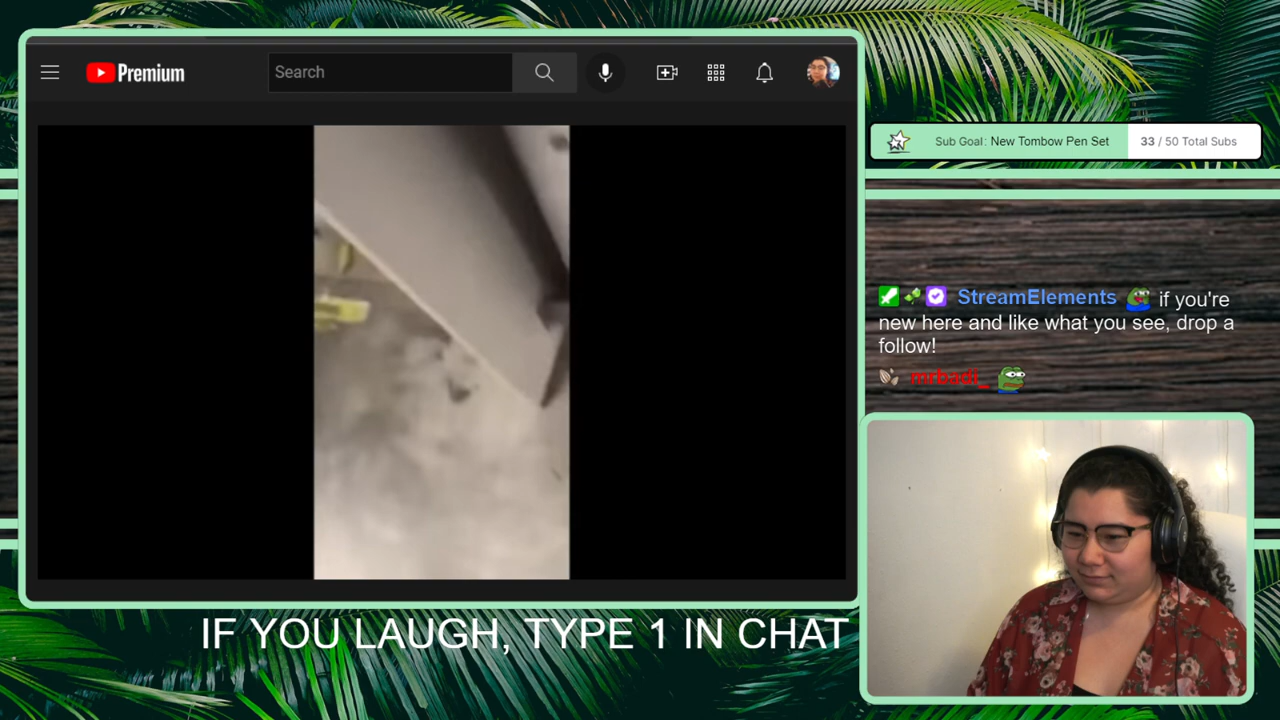 Premium
Search
Sub Goal: New Tombow Pen Set
33 / 50 Total Subs
StreamElements if you're
new here and like what you see, drop a
follow!
mrbadi_
IF YOU LAUGH, TYPE 1 IN CHAT